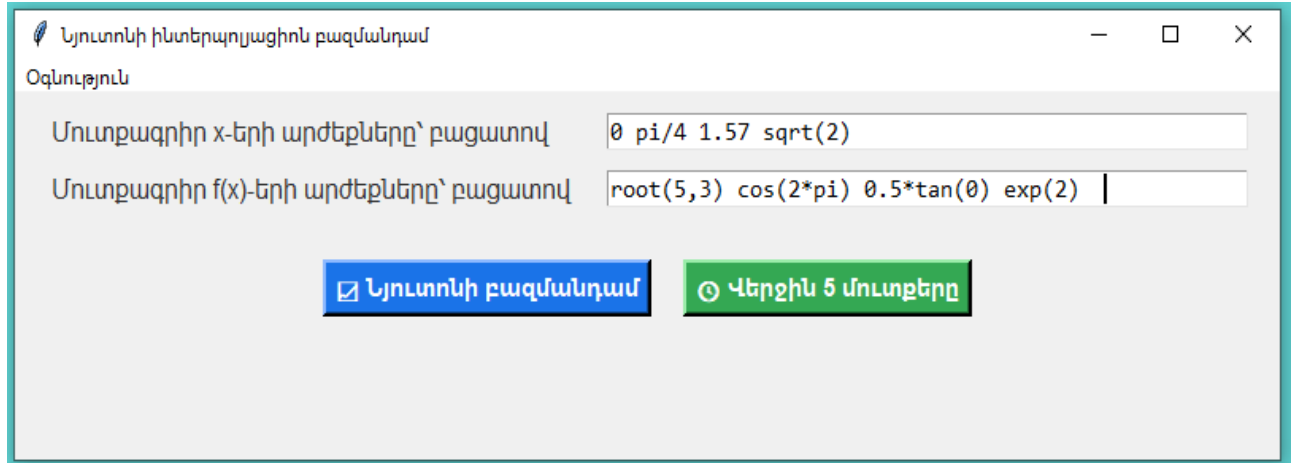 Նյուտոնի ինտերպոլյացիոն բազմանդամ
Օգնություն
Մուտքագրիր x-երի արժեքները՝ բացատով 0 pi/4 1.57 sqrt(2)
Մուտքագրիր f(x)-երի արժեքները՝ բացատով root(5,3) cos(2*pi) 0.5*tan(0) exp(2)
Նյուտոնի բազմանդամ Վերջին 5 մուտքերը